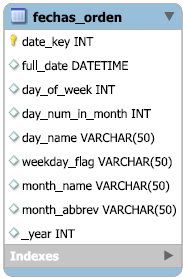 fechas_orden
date_key INT
full_date DATETIME
day_of_week INT
day_num_in_month INT
day_name VARCHAR(50)
weekday_flag VARCHAR(50)
month_name VARCHAR(50)
month_abbrev VARCHAR(50)
_year INT
Indexes